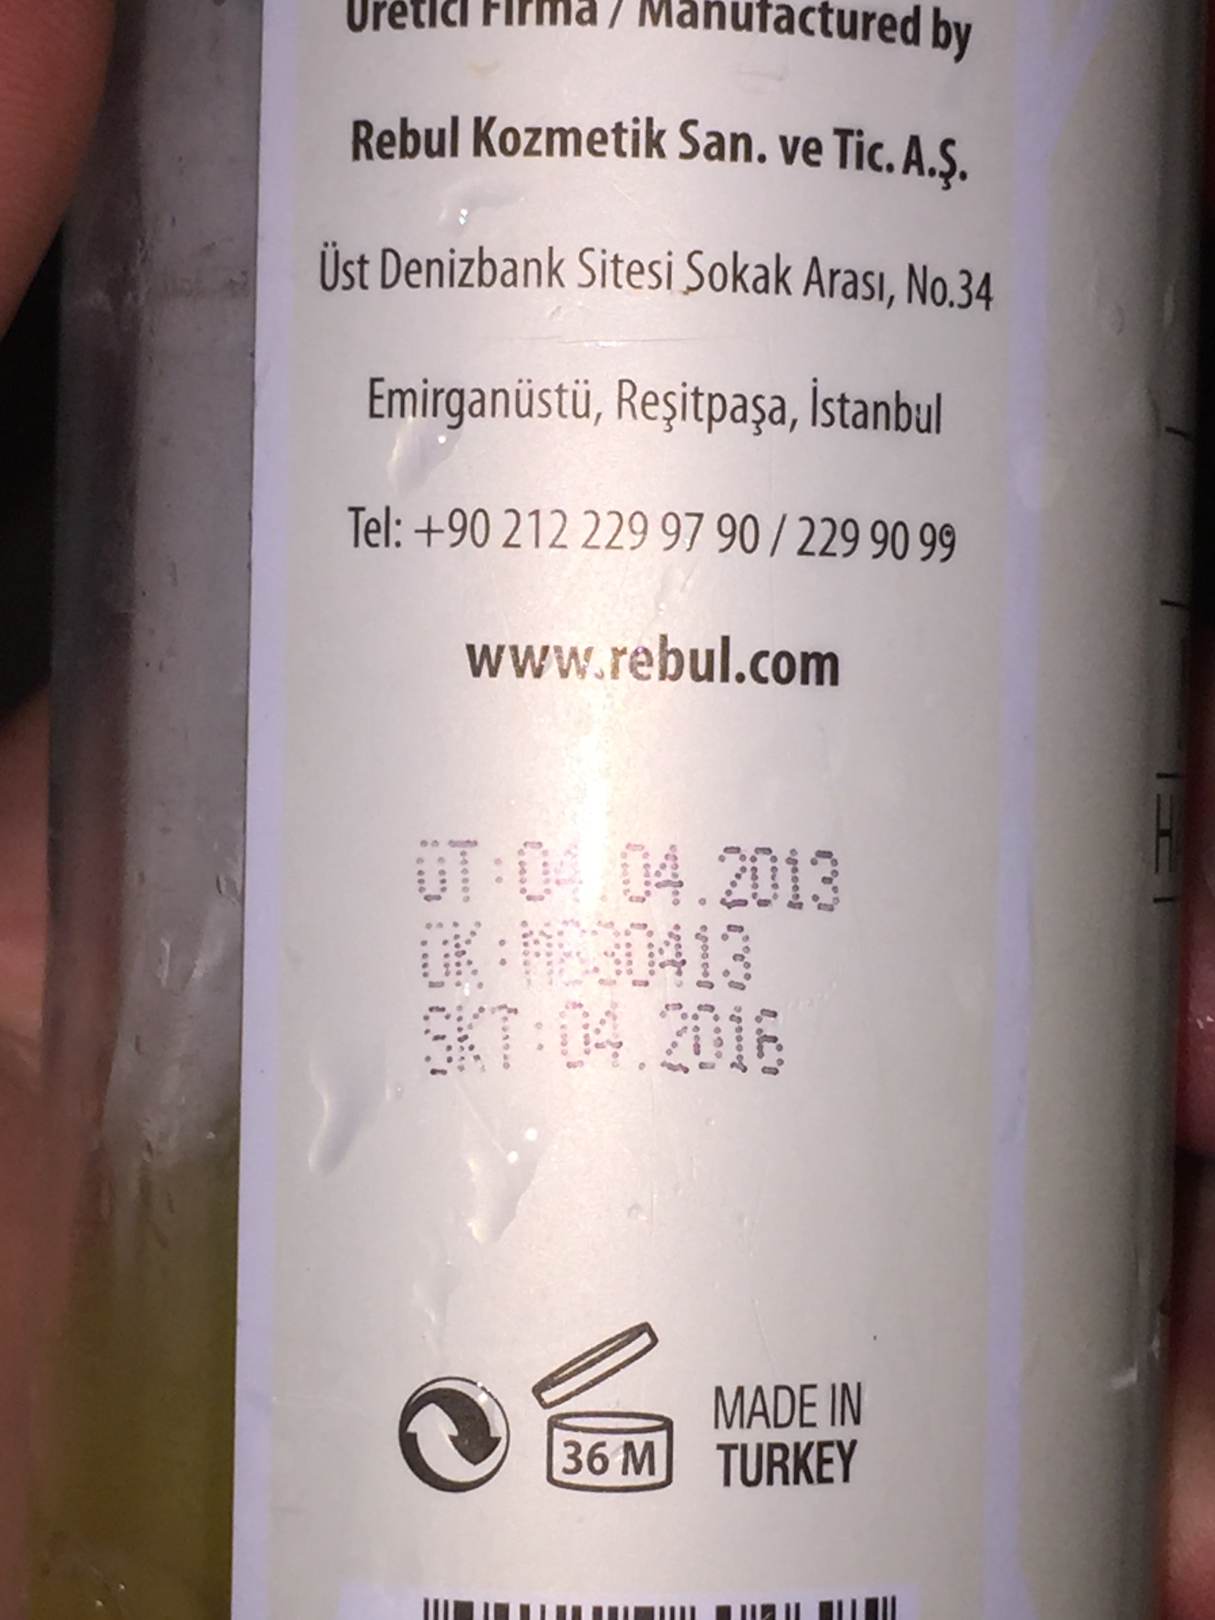 Üretici Firma / Manufactured by
Rebul Kozmetik San. ve Tic. A.Ş.
Üst Denizbank Sitesi Sokak Arası, No.34
Emirganüstü, Reşitpaşa, İstanbul
Tel: +90 212 229 97 90 / 229 90 99
www.rebul.com
ÜT:04.04.2013
ÜK:
SKT:04.2016
36 M
MADE IN
TURKEY
H